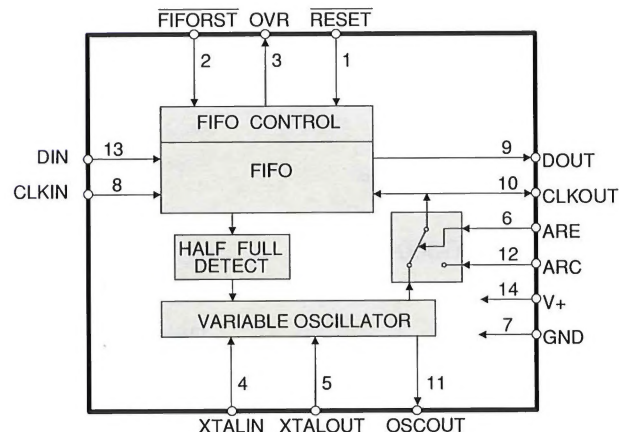 FIFORST OVR RESET
2 3 1
FIFO CONTROL
DIN 13
FIFO
9 DOUT
CLKIN 8
10 CLKOUT
6 ARE
HALF FULL
DETECT
12 ARC
14 V+
VARIABLE OSCILLATOR
7 GND
4 5 11
XTALIN XTALOUT OSCOUT